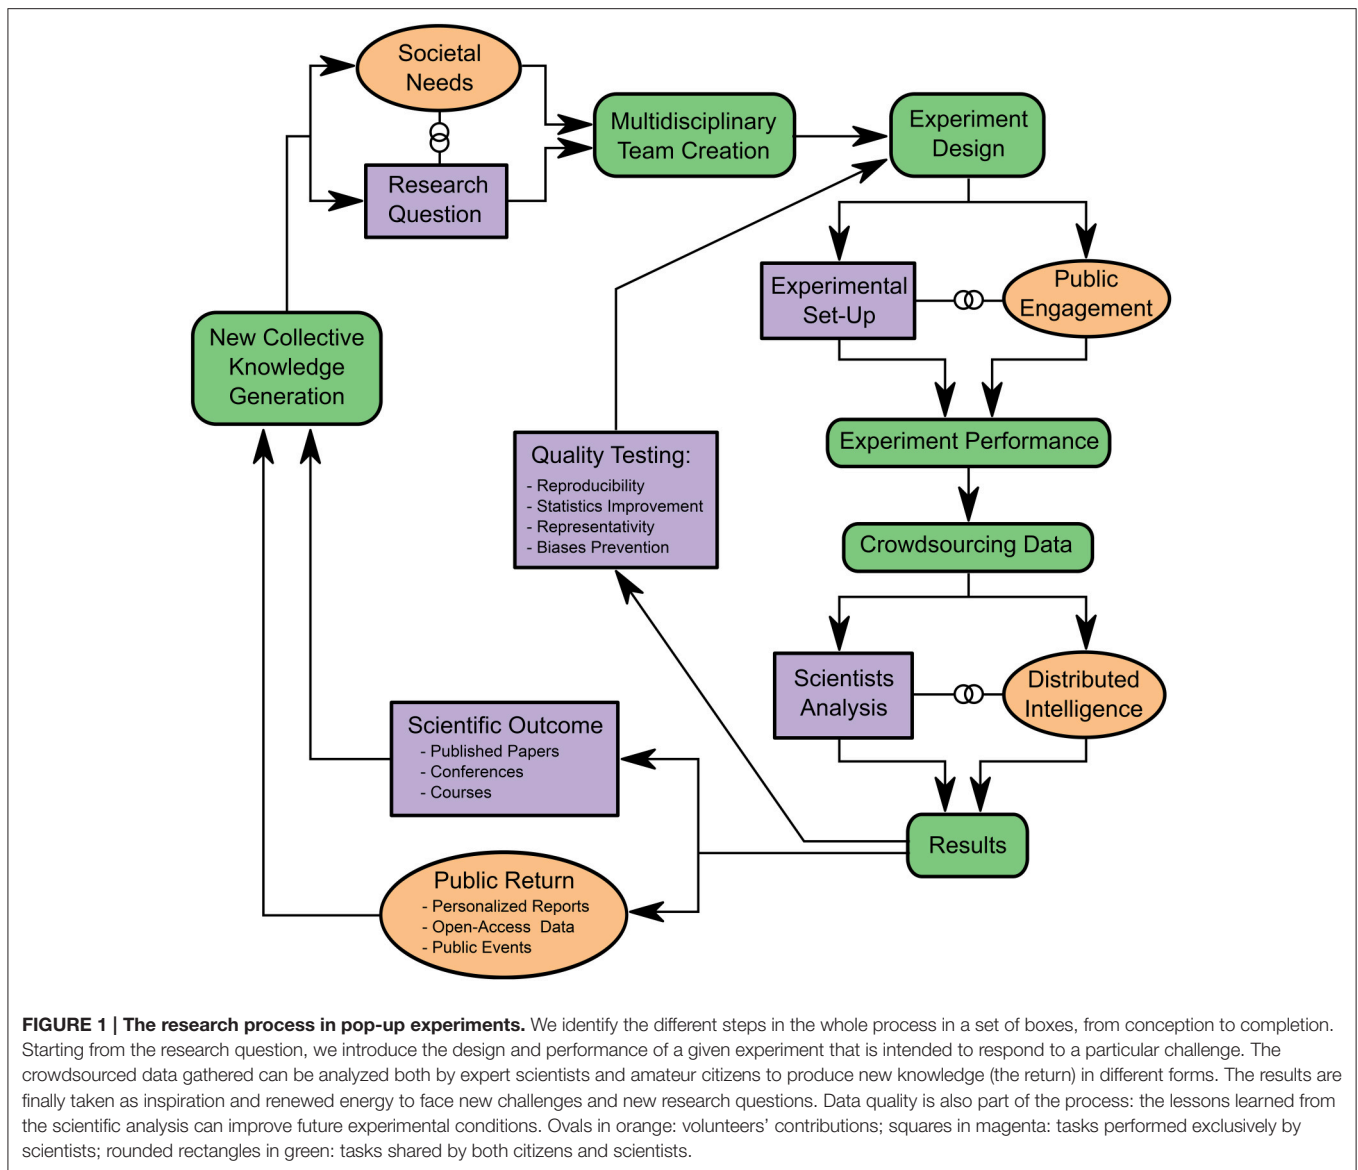 Societal
Needs
Research
Question
Multidisciplinary
Team Creation
Experiment
Design
Experimental
Set-Up
Public
Engagement
New Collective
Knowledge
Generation
Experiment Performance
Quality Testing:
- Reproducibility
- Statistics Improvement
- Representativity
- Biases Prevention
Crowdsourcing Data
Scientists
Analysis
Distributed
Intelligence
Scientific Outcome
- Published Papers
- Conferences
- Courses
Results
Public Return
- Personalized Reports
- Open-Access Data
- Public Events
FIGURE 1 | The research process in pop-up experiments. We identify the different steps in the whole process in a set of boxes, from conception to completion.
Starting from the research question, we introduce the design and performance of a given experiment that is intended to respond to a particular challenge. The
crowdsourced data gathered can be analyzed both by expert scientists and amateur citizens to produce new knowledge (the return) in different forms. The results are
finally taken as inspiration and renewed energy to face new challenges and new research questions. Data quality is also part of the process: the lessons learned from
the scientific analysis can improve future experimental conditions. Ovals in orange: volunteers' contributions; squares in magenta: tasks performed exclusively by
scientists; rounded rectangles in green: tasks shared by both citizens and scientists.